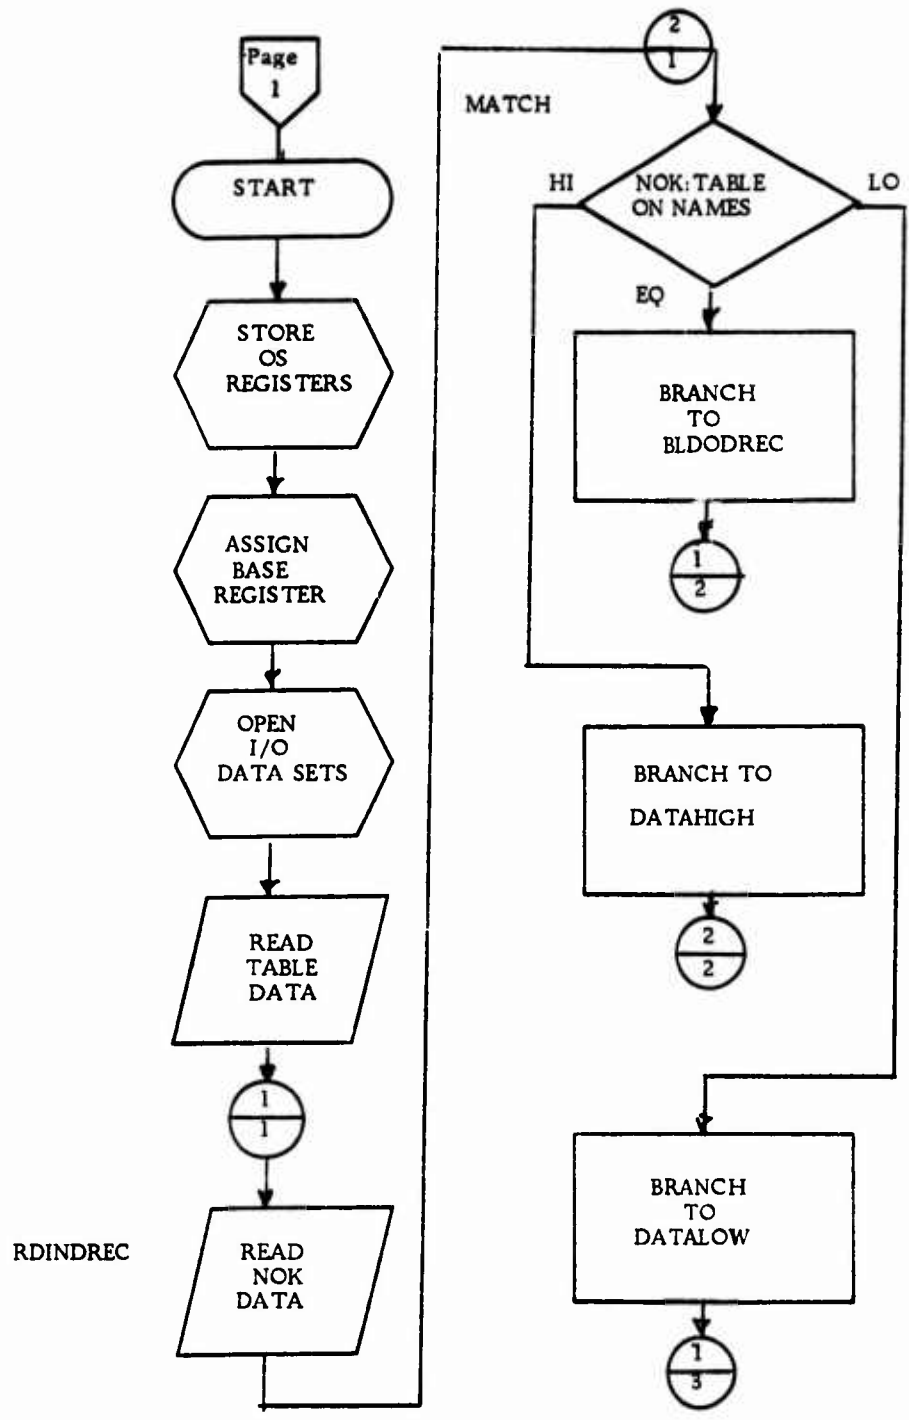 Page
1
START
STORE
OS
REGISTERS
ASSIGN
BASE
REGISTER
OPEN
I/O
DATA SETS
READ
TABLE
DATA
1
1
RDINDREC
READ
NOK
DATA
2
1
MATCH
HI
NOK: TABLE
ON NAMES
LO
EQ
BRANCH
TO
BLDODREC
1
2
BRANCH TO
DATAHIGH
2
2
BRANCH
TO
DATALOW
1
3